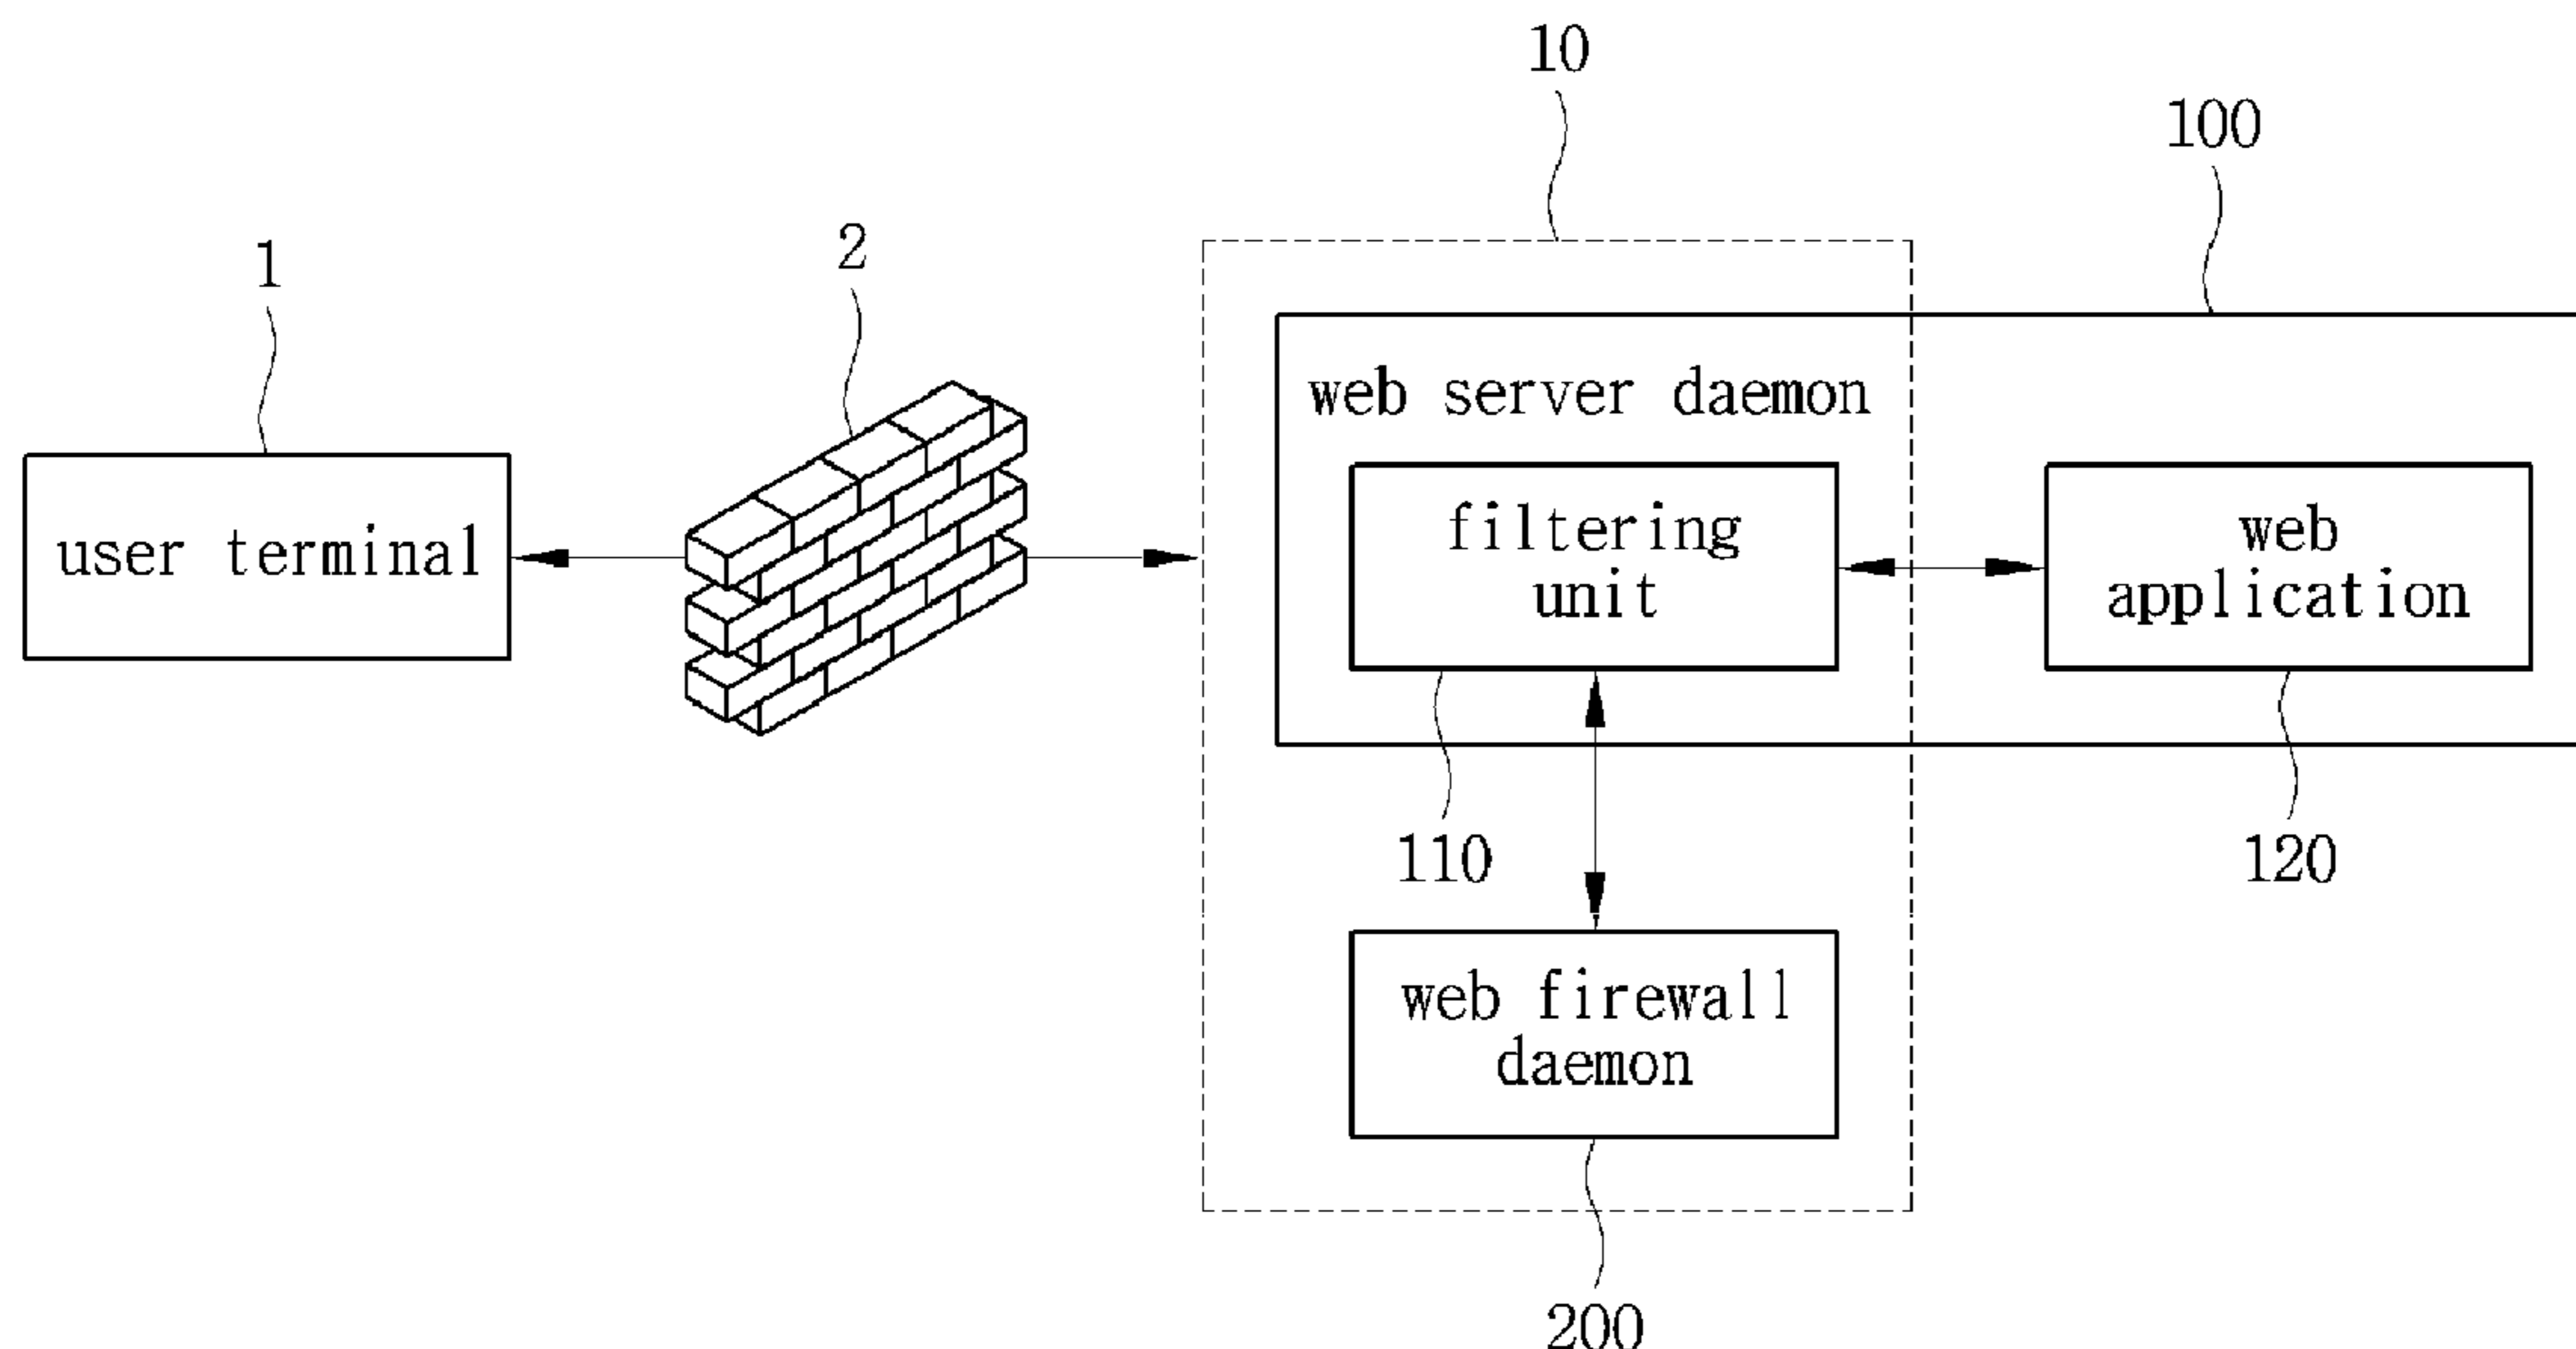 10
100
1
2
web server daemon
user terminal
filtering
unit
web
application
110
120
web firewall
daemon
200